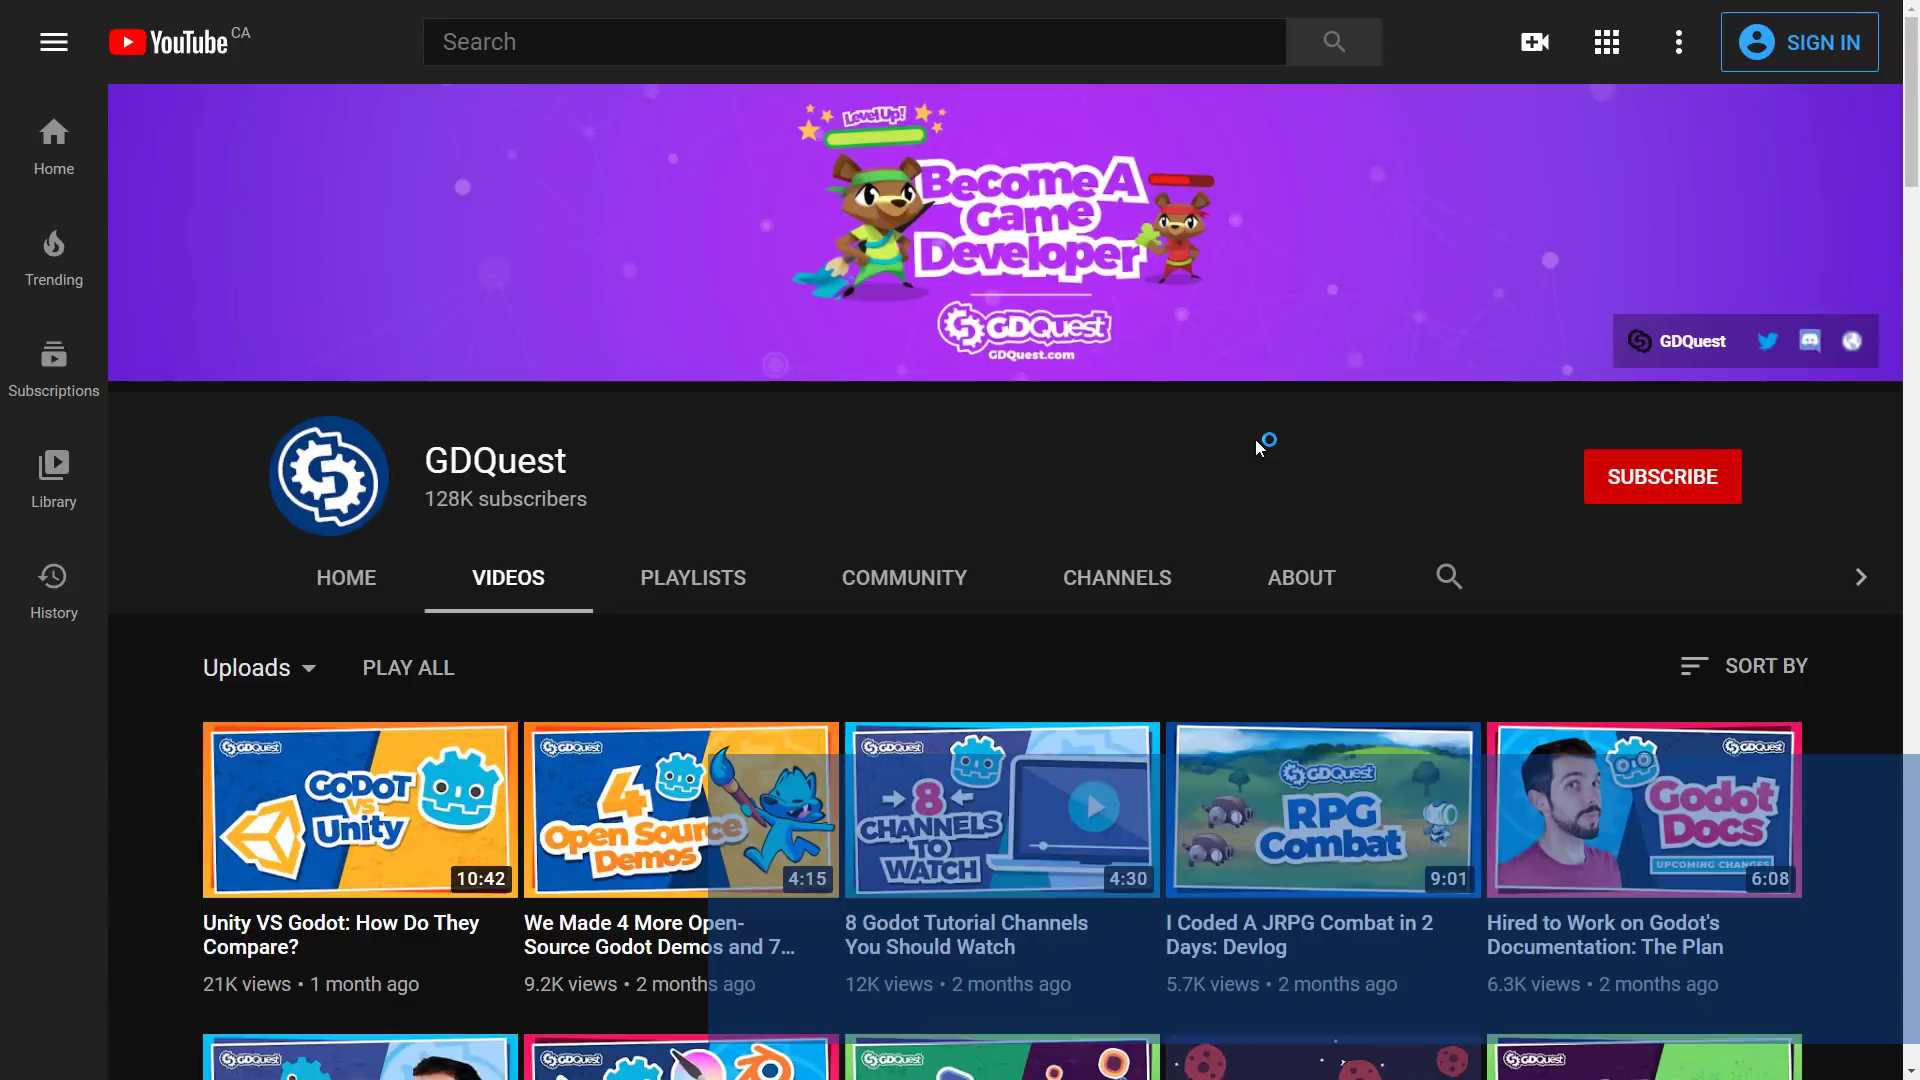 YouTube CA
Search
SIGN IN
Home
Trending
Subscriptions
Library
History
Level Up!
Become A
Game
Developer
GDQuest
GDQuest.com
GDQuest
GDQuest
128K subscribers
SUBSCRIBE
HOME
VIDEOS
PLAYLISTS
COMMUNITY
CHANNELS
ABOUT
Uploads
PLAY ALL
SORT BY
GDQuest
GODOT
VS
Unity
10:42
Unity VS Godot: How Do They
Compare?
21K views • 1 month ago
GDQuest
4
Open Source
Demos
4:15
We Made 4 More Open-
Source Godot Demos and 7...
9.2K views • 2 months ago
GDQuest
8
CHANNELS
TO
WATCH
4:30
8 Godot Tutorial Channels
You Should Watch
12K views • 2 months ago
GDQuest
RPG
Combat
9:01
I Coded A JRPG Combat in 2
Days: Devlog
5.7K views • 2 months ago
GDQuest
Godot
Docs
UPCOMING CHANGES
6:08
Hired to Work on Godot's
Documentation: The Plan
6.3K views • 2 months ago
GDQuest
GDQuest
GDQuest
GDQuest